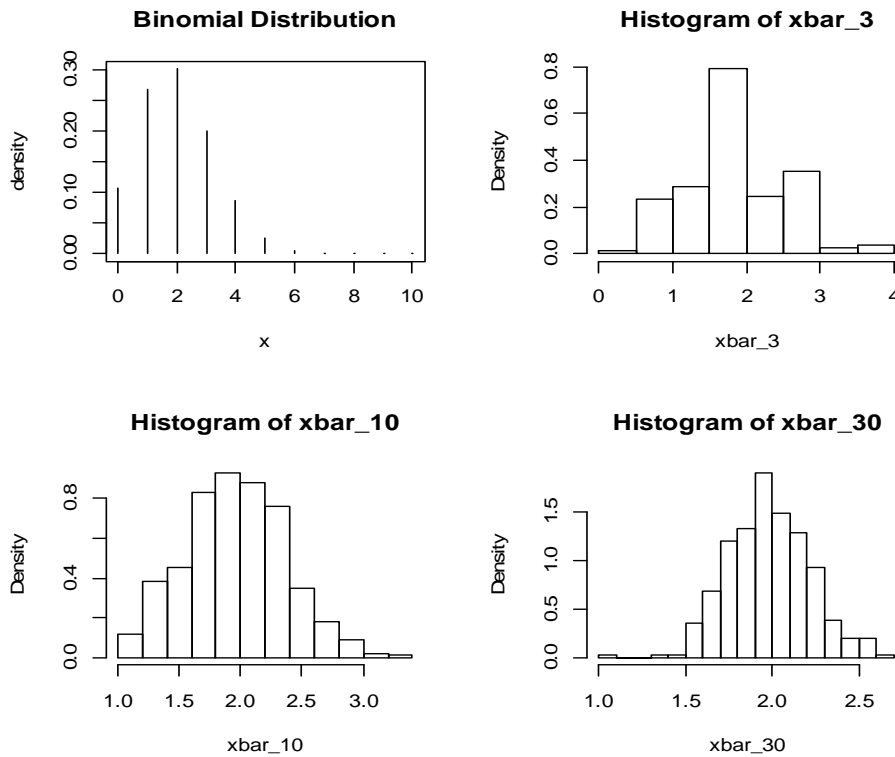 Binomial Distribution
density
0.00 0.10 0.20 0.30
0 2 4 6 8 10
x
Histogram of xbar_3
Density
0.0 0.2 0.4 0.6 0.8
0 1 2 3 4
xbar_3
Histogram of xbar_10
Density
0.0 0.4 0.8
1.0 1.5 2.0 2.5 3.0
xbar_10
Histogram of xbar_30
Density
0.0 0.5 1.0 1.5
1.0 1.5 2.0 2.5
xbar_30